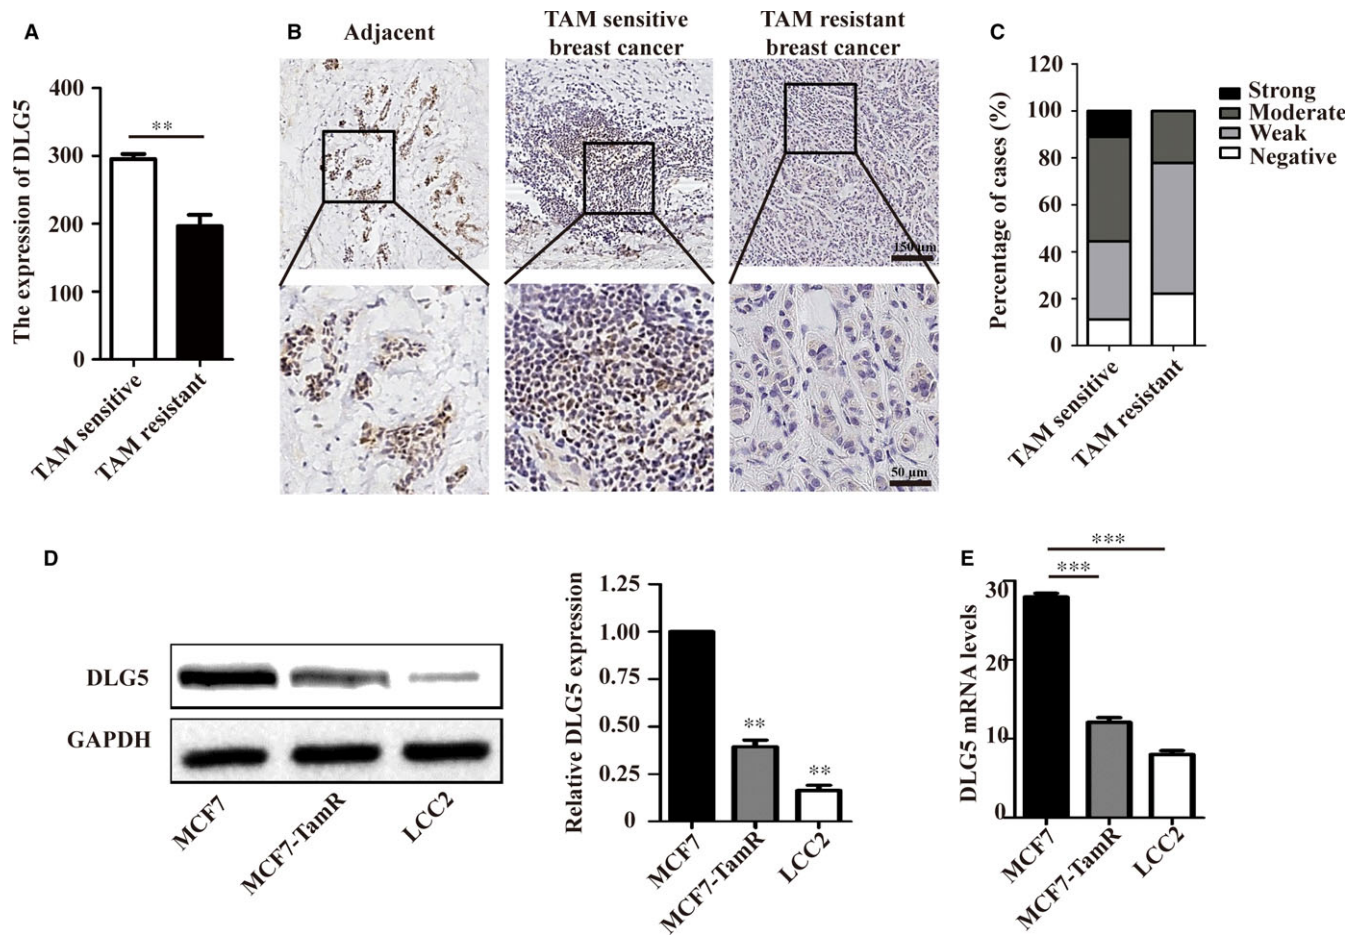 A
The expression of DLG5
400
300
200
100
0
**
TAM sensitive
TAM resistant
B
Adjacent
TAM sensitive
breast cancer
TAM resistant
breast cancer
150 µm
50 µm
C
Percentage of cases (%)
120
100
80
60
40
20
0
TAM sensitive
TAM resistant
Strong
Moderate
Weak
Negative
D
DLG5
GAPDH
MCF7
MCF7-TamR
LCC2
Relative DLG5 expression
1.25
1.00
0.75
0.50
0.25
0
**
**
MCF7
MCF7-TamR
LCC2
E
DLG5 mRNA levels
30
20
10
0
***
***
MCF7
MCF7-TamR
LCC2